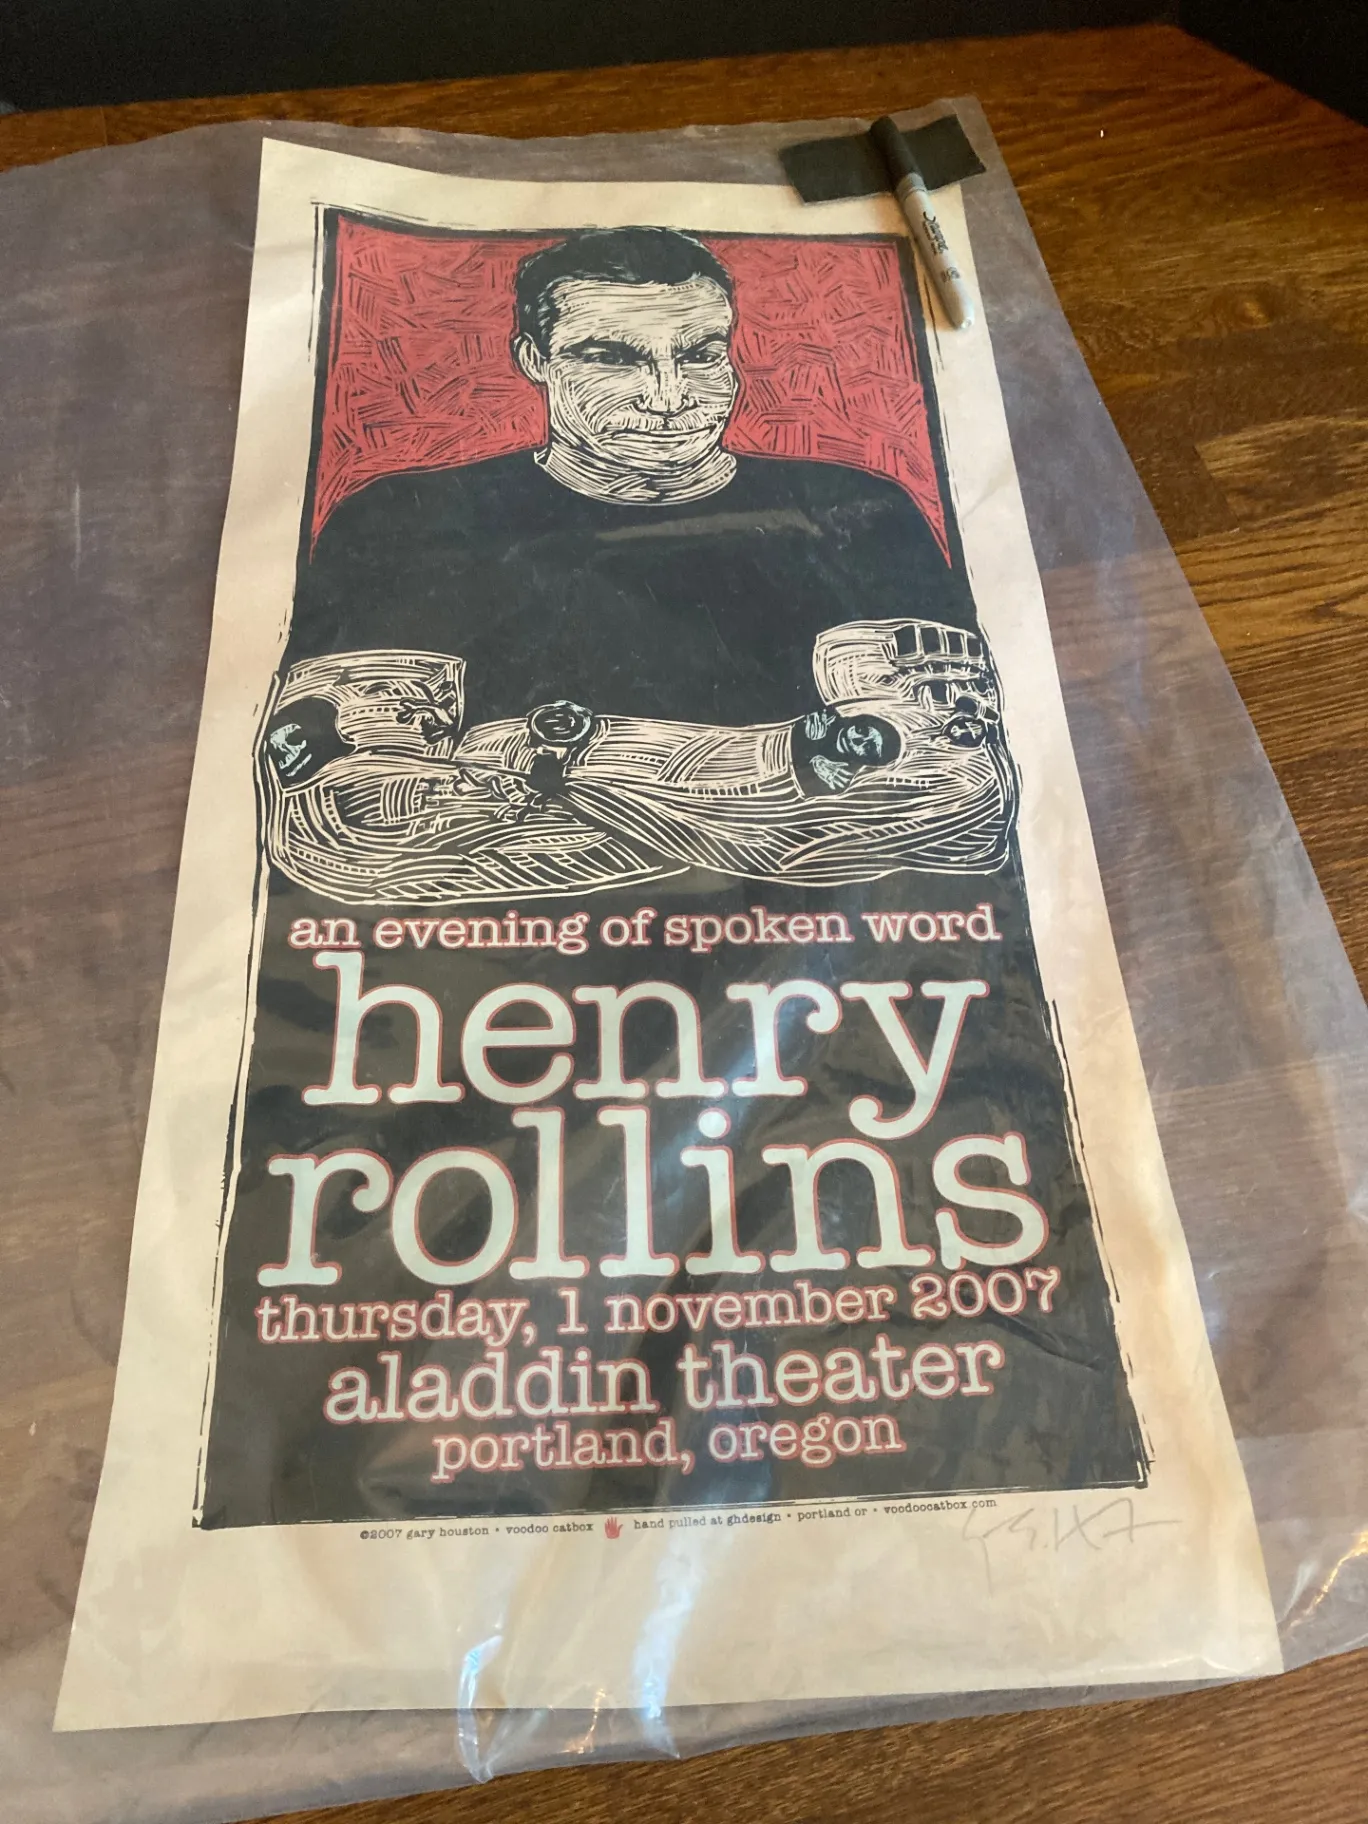 Sharpie
an evening of spoken word
henry
rollins
thursday, 1 november 2007
aladdin theater
portland, oregon
©2007 gary houston • voodoo catbox hand pulled at ghdesign • portland or • voodoocatbox.com